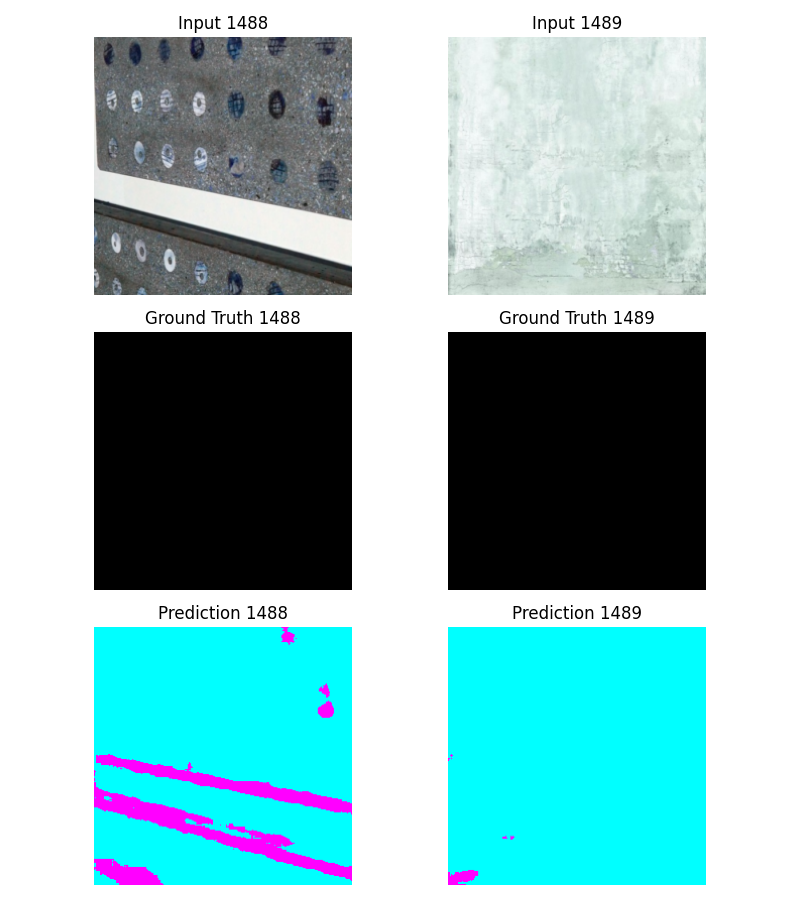 Input 1488
Input 1489
Ground Truth 1488
Ground Truth 1489
Prediction 1488
Prediction 1489